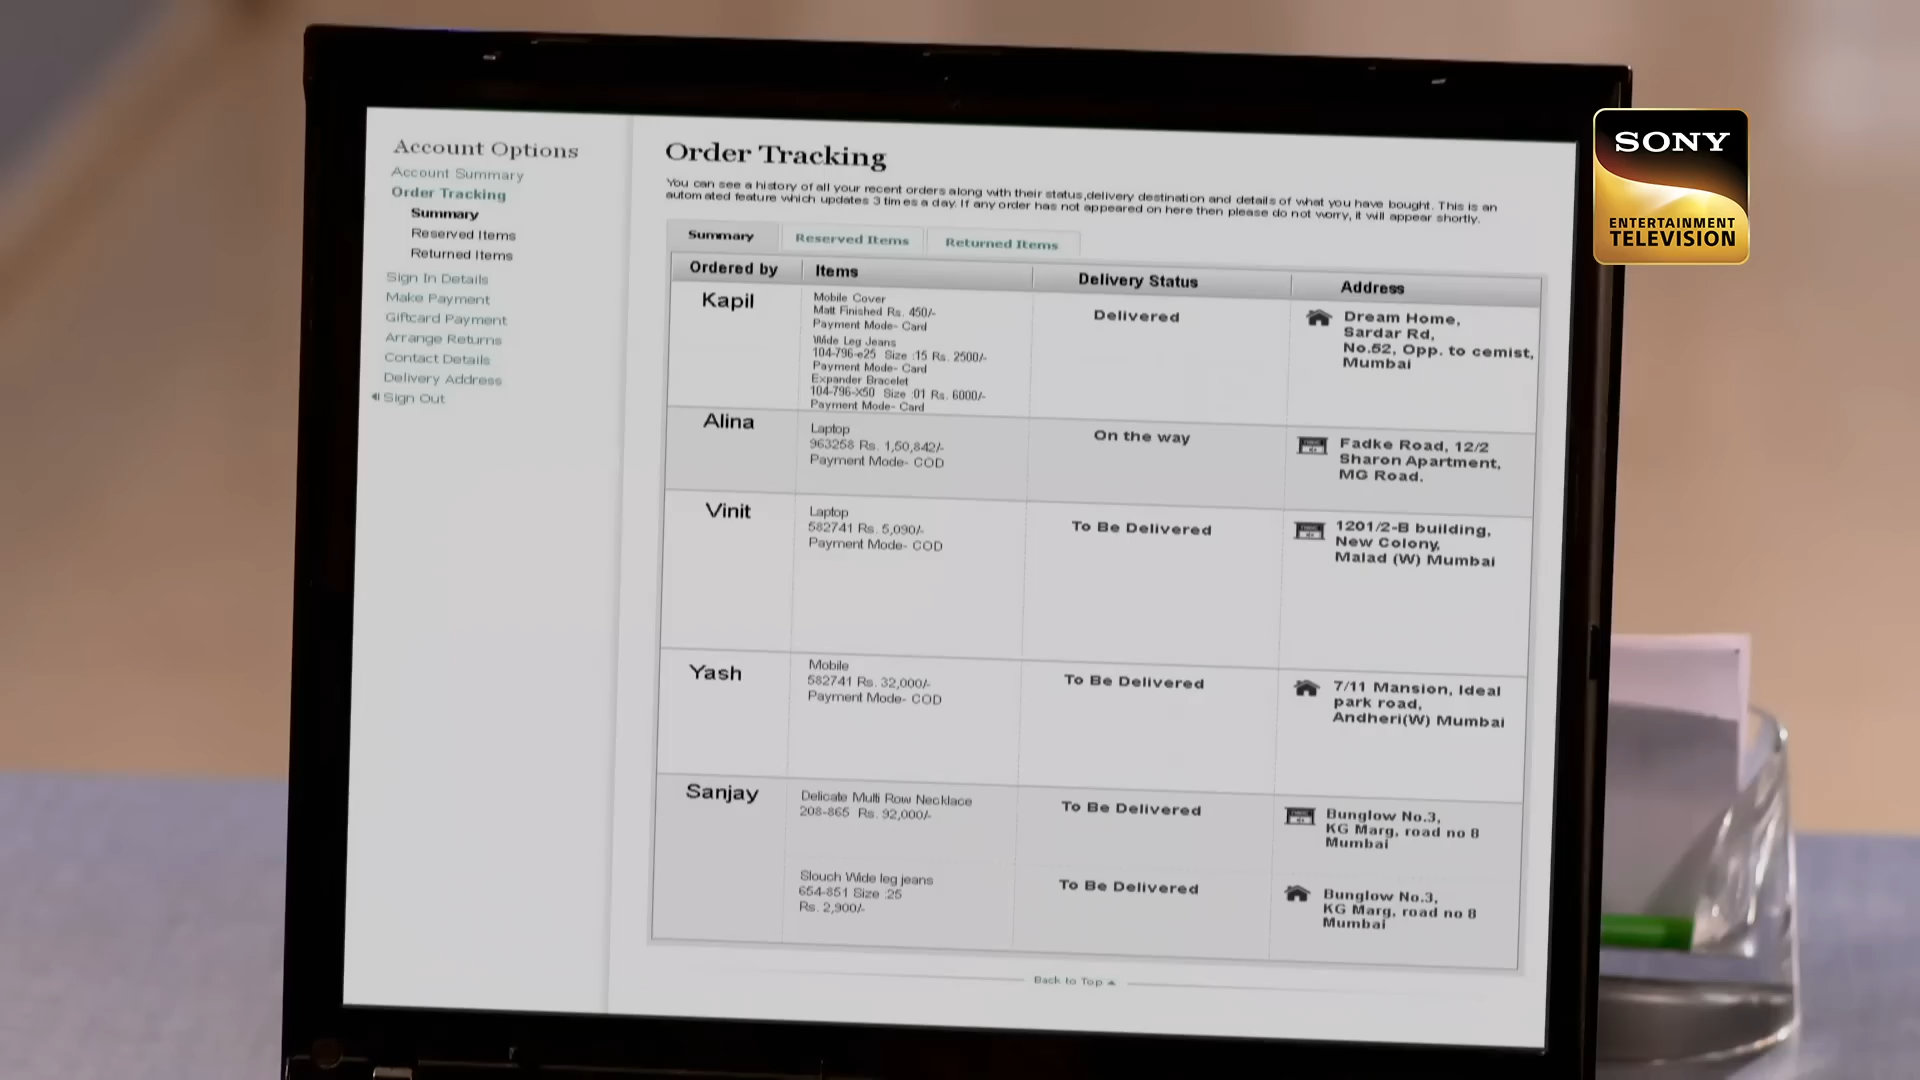 SONY
ENTERTAINMENT
TELEVISION
Account Options
Account Summary
Order Tracking
Summary
Reserved Items
Returned Items
Sign In Details
Make Payment
Giftcard Payment
Arrange Returns
Contact Details
Delivery Address
Sign Out
Order Tracking
You can see a history of all your recent orders along with their status,delivery destination and details of what you have bought. This is an
automated feature which updates 3 times a day. If any order has not appeared on here then please do not worry, it will appear shortly.
Summary Reserved Items Returned Items
Ordered by Items Delivery Status Address
Kapil
Mobile Cover
Matt Finished Rs. 450/-
Payment Mode- Card
Wide Leg Jeans
104-796-e25 Size :15 Rs. 2500/-
Payment Mode- Card
Expander Bracelet
104-796-X50 Size :01 Rs. 6000/-
Payment Mode- Card
Delivered
Dream Home,
Sardar Rd,
No.52, Opp. to cemist,
Mumbai
Alina
Laptop
963258 Rs. 1,50,842/-
Payment Mode- COD
On the way
Fadke Road, 12/2
Sharon Apartment,
MG Road.
Vinit
Laptop
582741 Rs. 5,090/-
Payment Mode- COD
To Be Delivered
1201/2-B building,
New Colony,
Malad (W) Mumbai
Yash
Mobile
582741 Rs. 32,000/-
Payment Mode- COD
To Be Delivered
7/11 Mansion, Ideal
park road,
Andheri(W) Mumbai
Sanjay
Delicate Multi Row Necklace
208-865 Rs. 92,000/-
To Be Delivered
Bunglow No.3,
KG Marg, road no 8
Mumbai
Slouch Wide leg jeans
654-851 Size :25
Rs. 2,900/-
To Be Delivered
Bunglow No.3,
KG Marg, road no 8
Mumbai
Back to Top